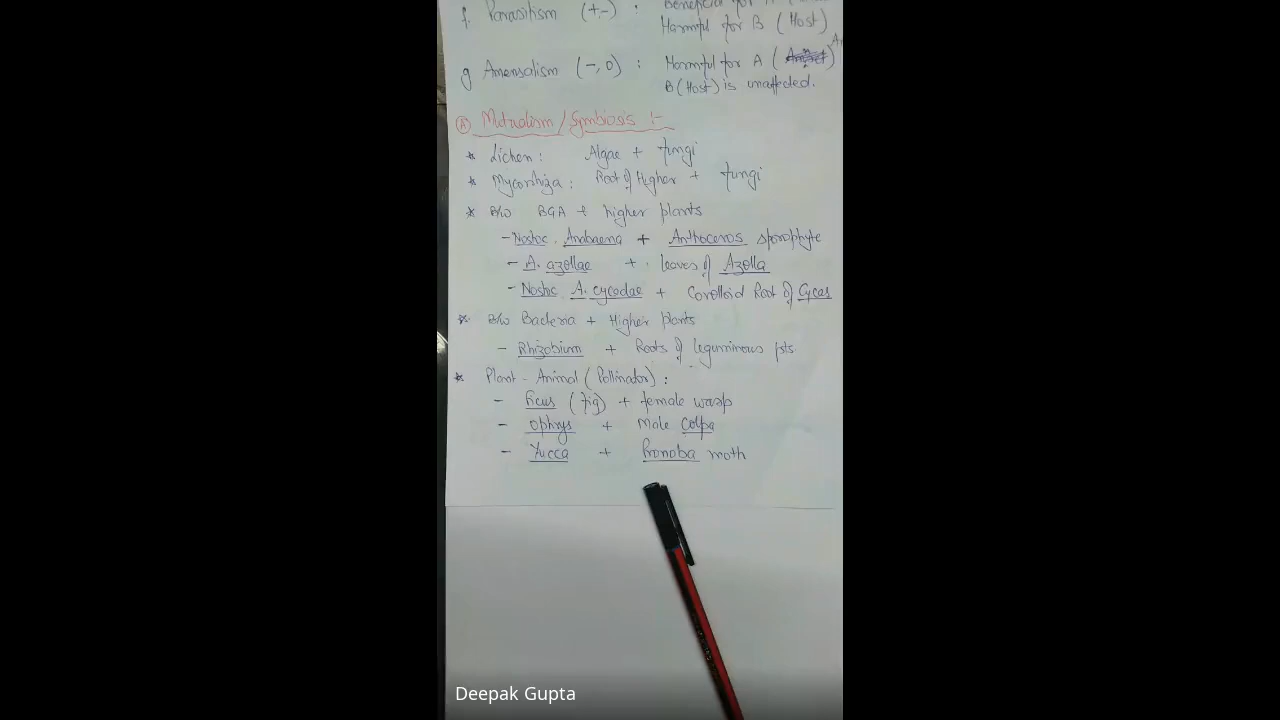 f. Parasitism (+-) : Beneficial for A
Harmful for B (Host)
g Amensalism (-,0) : Harmful for A (
B (Host) is unaffected.
(A) Mutualism/Symbiosis :-
* Lichen: Algae + fungi
* Mycorrhiza: Root of Higher + fungi
* B/w BGA + higher plants
- Nostoc. Anabaena + Anthoceros sporophyte
- A. azollae + leaves of Azolla
- Nostoc A. cycadae + Corolloid Root of Cycas
* B/w Bacteria + Higher plants
- Rhizobium + Roots of leguminous pts
* Plant - Animal (Pollinator) :
- Ficus (fig) + female wasp
- Ophrys + Male Colpa
- Yucca + Pronoba moth
Deepak Gupta